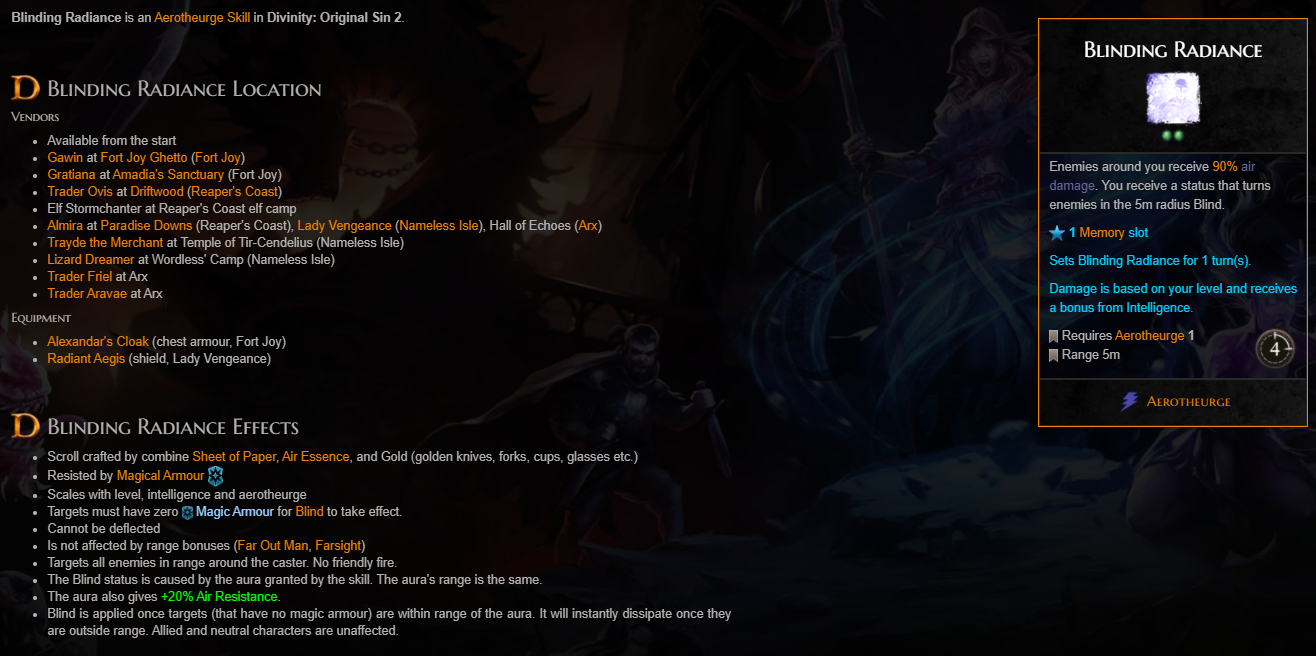 Blinding Radiance is an Aerotheurge Skill in Divinity: Original Sin 2.
Blinding Radiance Location
Vendors
Available from the start
Gawin at Fort Joy Ghetto (Fort Joy)
Gratiana at Amadia's Sanctuary (Fort Joy)
Trader Ovis at Driftwood (Reaper's Coast)
Elf Stormchanter at Reaper's Coast elf camp
Almira at Paradise Downs (Reaper's Coast), Lady Vengeance (Nameless Isle), Hall of Echoes (Arx)
Trayde the Merchant at Temple of Tir-Cendelius (Nameless Isle)
Lizard Dreamer at Wordless' Camp (Nameless Isle)
Trader Friel at Arx
Trader Aravae at Arx
Equipment
Alexandar's Cloak (chest armour, Fort Joy)
Radiant Aegis (shield, Lady Vengeance)
Blinding Radiance Effects
Scroll crafted by combine Sheet of Paper, Air Essence, and Gold (golden knives, forks, cups, glasses etc.)
Resisted by Magical Armour
Scales with level, intelligence and aerotheurge
Targets must have zero Magic Armour for Blind to take effect.
Cannot be deflected
Is not affected by range bonuses (Far Out Man, Farsight)
Targets all enemies in range around the caster. No friendly fire.
The Blind status is caused by the aura granted by the skill. The aura's range is the same.
The aura also gives +20% Air Resistance.
Blind is applied once targets (that have no magic armour) are within range of the aura. It will instantly dissipate once they
are outside range. Allied and neutral characters are unaffected.
Blinding Radiance
Enemies around you receive 90% air
damage. You receive a status that turns
enemies in the 5m radius Blind.
1 Memory slot
Sets Blinding Radiance for 1 turn(s).
Damage is based on your level and receives
a bonus from Intelligence.
Requires Aerotheurge 1
Range 5m
4
Aerotheurge